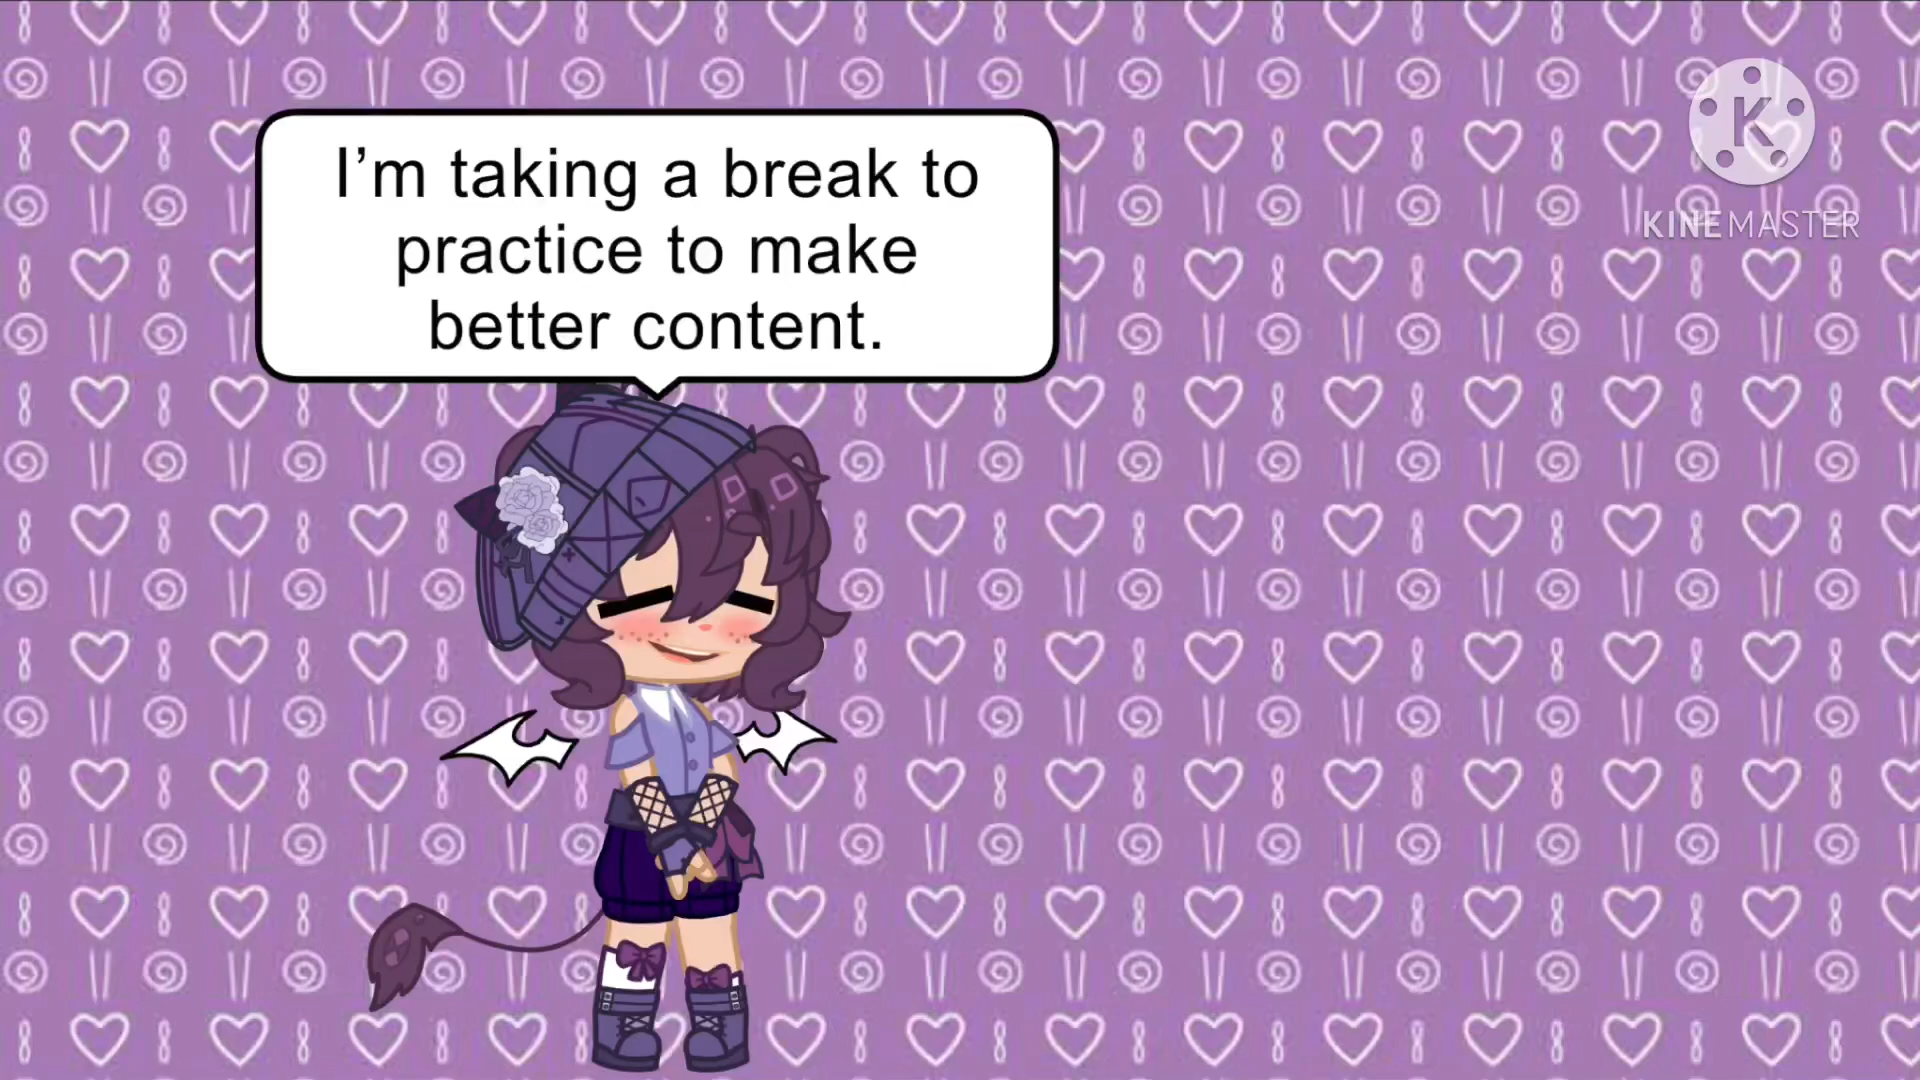 I’m taking a break to
practice to make
better content.
K
KINEMASTER